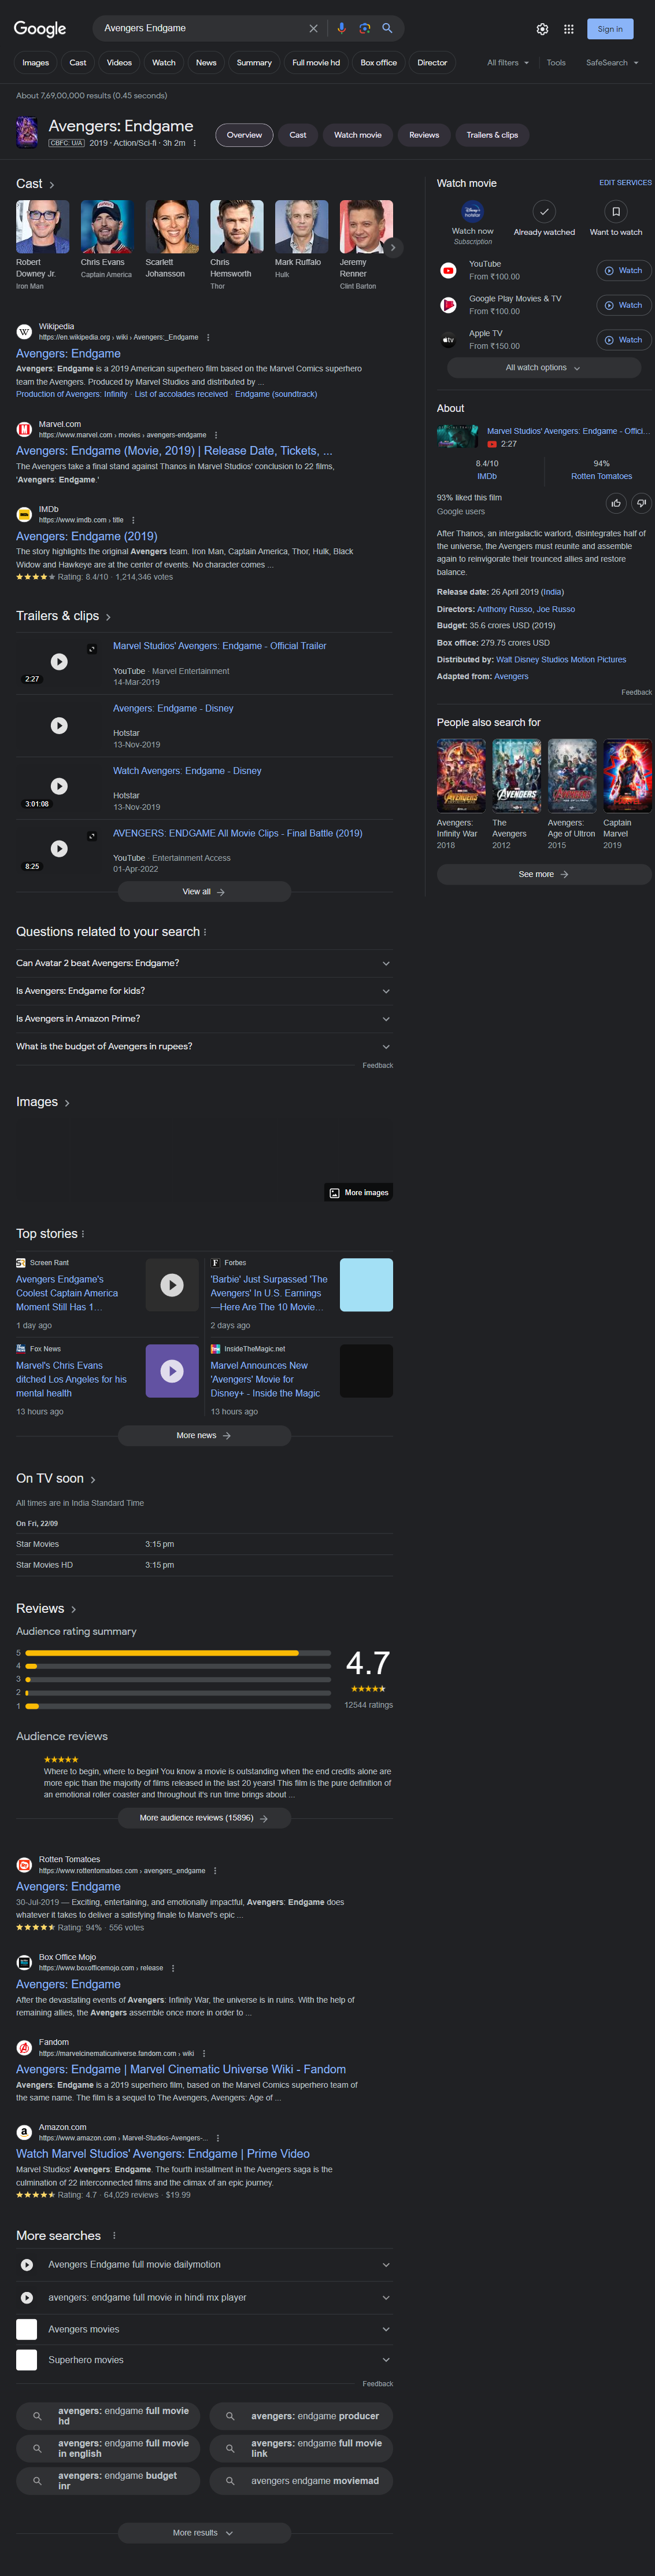 Google
Avengers Endgame
Sign in
Images
Cast
Videos
Watch
News
Summary
Full movie hd
Box office
Director
All filters
Tools
SafeSearch
About 7,69,00,000 results (0.45 seconds)
Avengers: Endgame
CBFC: U/A 2019 ‧ Action/Sci-fi ‧ 3h 2m
Overview
Cast
Watch movie
Reviews
Trailers & clips
Cast
Robert
Downey Jr.
Iron Man
Chris Evans
Captain America
Scarlett
Johansson
Chris
Hemsworth
Thor
Mark Ruffalo
Hulk
Jeremy
Renner
Clint Barton
Wikipedia
https://en.wikipedia.org › wiki › Avengers:_Endgame
Avengers: Endgame
Avengers: Endgame is a 2019 American superhero film based on the Marvel Comics superhero
team the Avengers. Produced by Marvel Studios and distributed by ...
Production of Avengers: Infinity · List of accolades received · Endgame (soundtrack)
Marvel.com
https://www.marvel.com › movies › avengers-endgame
Avengers: Endgame (Movie, 2019) | Release Date, Tickets, ...
The Avengers take a final stand against Thanos in Marvel Studios' conclusion to 22 films,
'Avengers: Endgame.'
IMDb
https://www.imdb.com › title
Avengers: Endgame (2019)
The story highlights the original Avengers team. Iron Man, Captain America, Thor, Hulk, Black
Widow and Hawkeye are at the center of events. No character comes ...
Rating: 8.4/10 · 1,214,346 votes
Trailers & clips
Marvel Studios' Avengers: Endgame - Official Trailer
2:27
YouTube · Marvel Entertainment
14-Mar-2019
Avengers: Endgame - Disney
Hotstar
13-Nov-2019
Watch Avengers: Endgame - Disney
3:01:08
Hotstar
13-Nov-2019
AVENGERS: ENDGAME All Movie Clips - Final Battle (2019)
8:25
YouTube · Entertainment Access
01-Apr-2022
View all
Questions related to your search
Can Avatar 2 beat Avengers: Endgame?
Is Avengers: Endgame for kids?
Is Avengers in Amazon Prime?
What is the budget of Avengers in rupees?
Feedback
Images
More images
Top stories
Screen Rant
Avengers Endgame's
Coolest Captain America
Moment Still Has 1…
1 day ago
Forbes
'Barbie' Just Surpassed 'The
Avengers' In U.S. Earnings
—Here Are The 10 Movie…
2 days ago
Fox News
Marvel's Chris Evans
ditched Los Angeles for his
mental health
13 hours ago
InsideTheMagic.net
Marvel Announces New
'Avengers' Movie for
Disney+ - Inside the Magic
13 hours ago
More news
On TV soon
All times are in India Standard Time
On Fri, 22/09
Star Movies 3:15 pm
Star Movies HD 3:15 pm
Reviews
Audience rating summary
5
4
3
2
1
4.7
12544 ratings
Audience reviews
Where to begin, where to begin! You know a movie is outstanding when the end credits alone are
more epic than the majority of films released in the last 20 years! This film is the pure definition of
an emotional roller coaster and throughout it's run time brings about ...
More audience reviews (15896)
Rotten Tomatoes
https://www.rottentomatoes.com › avengers_endgame
Avengers: Endgame
30-Jul-2019 — Exciting, entertaining, and emotionally impactful, Avengers: Endgame does
whatever it takes to deliver a satisfying finale to Marvel's epic ...
Rating: 94% · 556 votes
Box Office Mojo
https://www.boxofficemojo.com › release
Avengers: Endgame
After the devastating events of Avengers: Infinity War, the universe is in ruins. With the help of
remaining allies, the Avengers assemble once more in order to ...
Fandom
https://marvelcinematicuniverse.fandom.com › wiki
Avengers: Endgame | Marvel Cinematic Universe Wiki - Fandom
Avengers: Endgame is a 2019 superhero film, based on the Marvel Comics superhero team of
the same name. The film is a sequel to The Avengers, Avengers: Age of ...
Amazon.com
https://www.amazon.com › Marvel-Studios-Avengers-...
Watch Marvel Studios' Avengers: Endgame | Prime Video
Marvel Studios' Avengers: Endgame. The fourth installment in the Avengers saga is the
culmination of 22 interconnected films and the climax of an epic journey.
Rating: 4.7 · 64,029 reviews · $19.99
More searches
Avengers Endgame full movie dailymotion
avengers: endgame full movie in hindi mx player
Avengers movies
Superhero movies
Feedback
avengers: endgame full movie
hd
avengers: endgame producer
avengers: endgame full movie
in english
avengers: endgame full movie
link
avengers: endgame budget
inr
avengers endgame moviemad
More results
Watch movie
EDIT SERVICES
Disney+
hotstar
Watch now
Subscription
Already watched
Want to watch
YouTube
From ₹100.00
Watch
Google Play Movies & TV
From ₹100.00
Watch
Apple TV
From ₹150.00
Watch
All watch options
About
Marvel Studios' Avengers: Endgame - Offici...
2:27
8.4/10
IMDb
94%
Rotten Tomatoes
93% liked this film
Google users
After Thanos, an intergalactic warlord, disintegrates half of
the universe, the Avengers must reunite and assemble
again to reinvigorate their trounced allies and restore
balance.
Release date: 26 April 2019 (India)
Directors: Anthony Russo, Joe Russo
Budget: 35.6 crores USD (2019)
Box office: 279.75 crores USD
Distributed by: Walt Disney Studios Motion Pictures
Adapted from: Avengers
Feedback
People also search for
Avengers:
Infinity War
2018
The
Avengers
2012
Avengers:
Age of Ultron
2015
Captain
Marvel
2019
See more